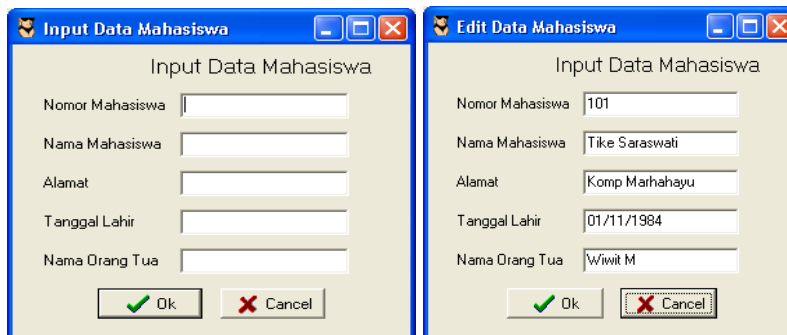 Input Data Mahasiswa
Input Data Mahasiswa
Nomor Mahasiswa
Nama Mahasiswa
Alamat
Tanggal Lahir
Nama Orang Tua
Ok Cancel
Edit Data Mahasiswa
Input Data Mahasiswa
Nomor Mahasiswa 101
Nama Mahasiswa Tike Saraswati
Alamat Komp Marhahayu
Tanggal Lahir 01/11/1984
Nama Orang Tua Wiwit M
Ok Cancel